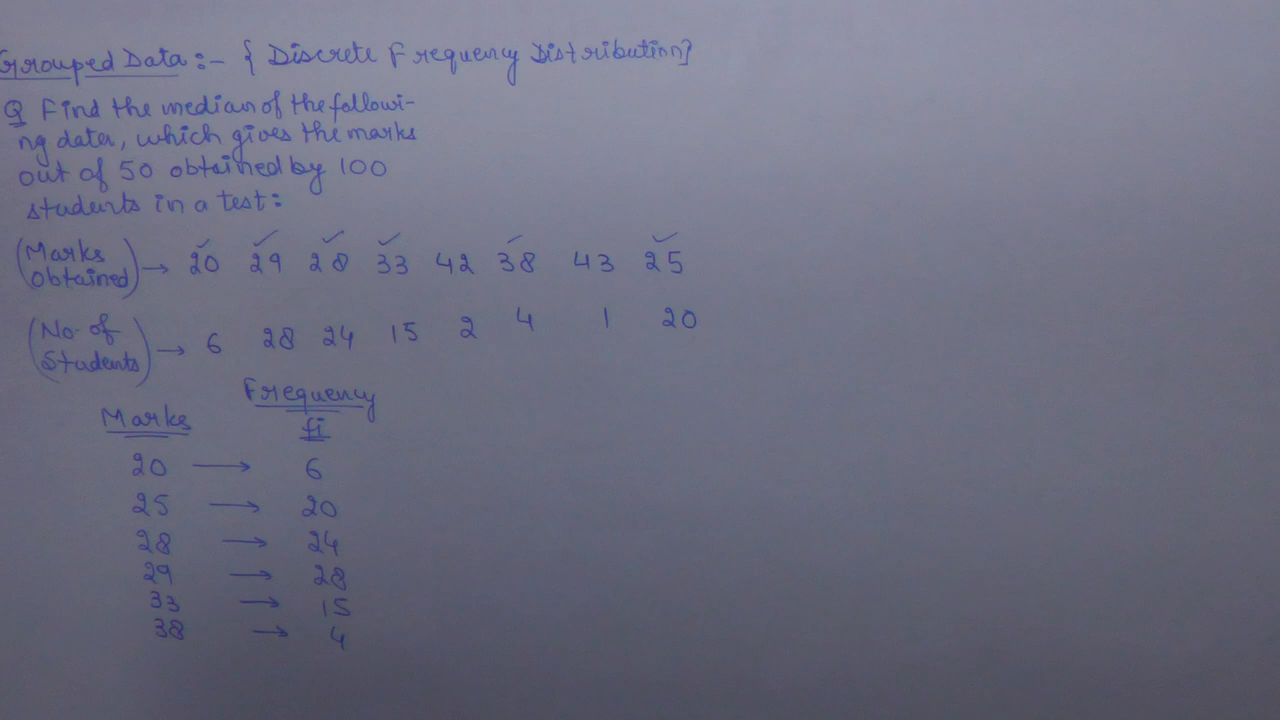 Grouped Data:- { Discrete Frequency Distribution}
Q Find the median of the followi-
ng data, which gives the marks
out of 50 obtained by 100
students in a test:
(Marks Obtained) → 20 29 28 33 42 38 43 25
(No. of Students) → 6 28 24 15 2 4 1 20
Marks Frequency fi
20 → 6
25 → 20
28 → 24
29 → 28
33 → 15
38 → 4